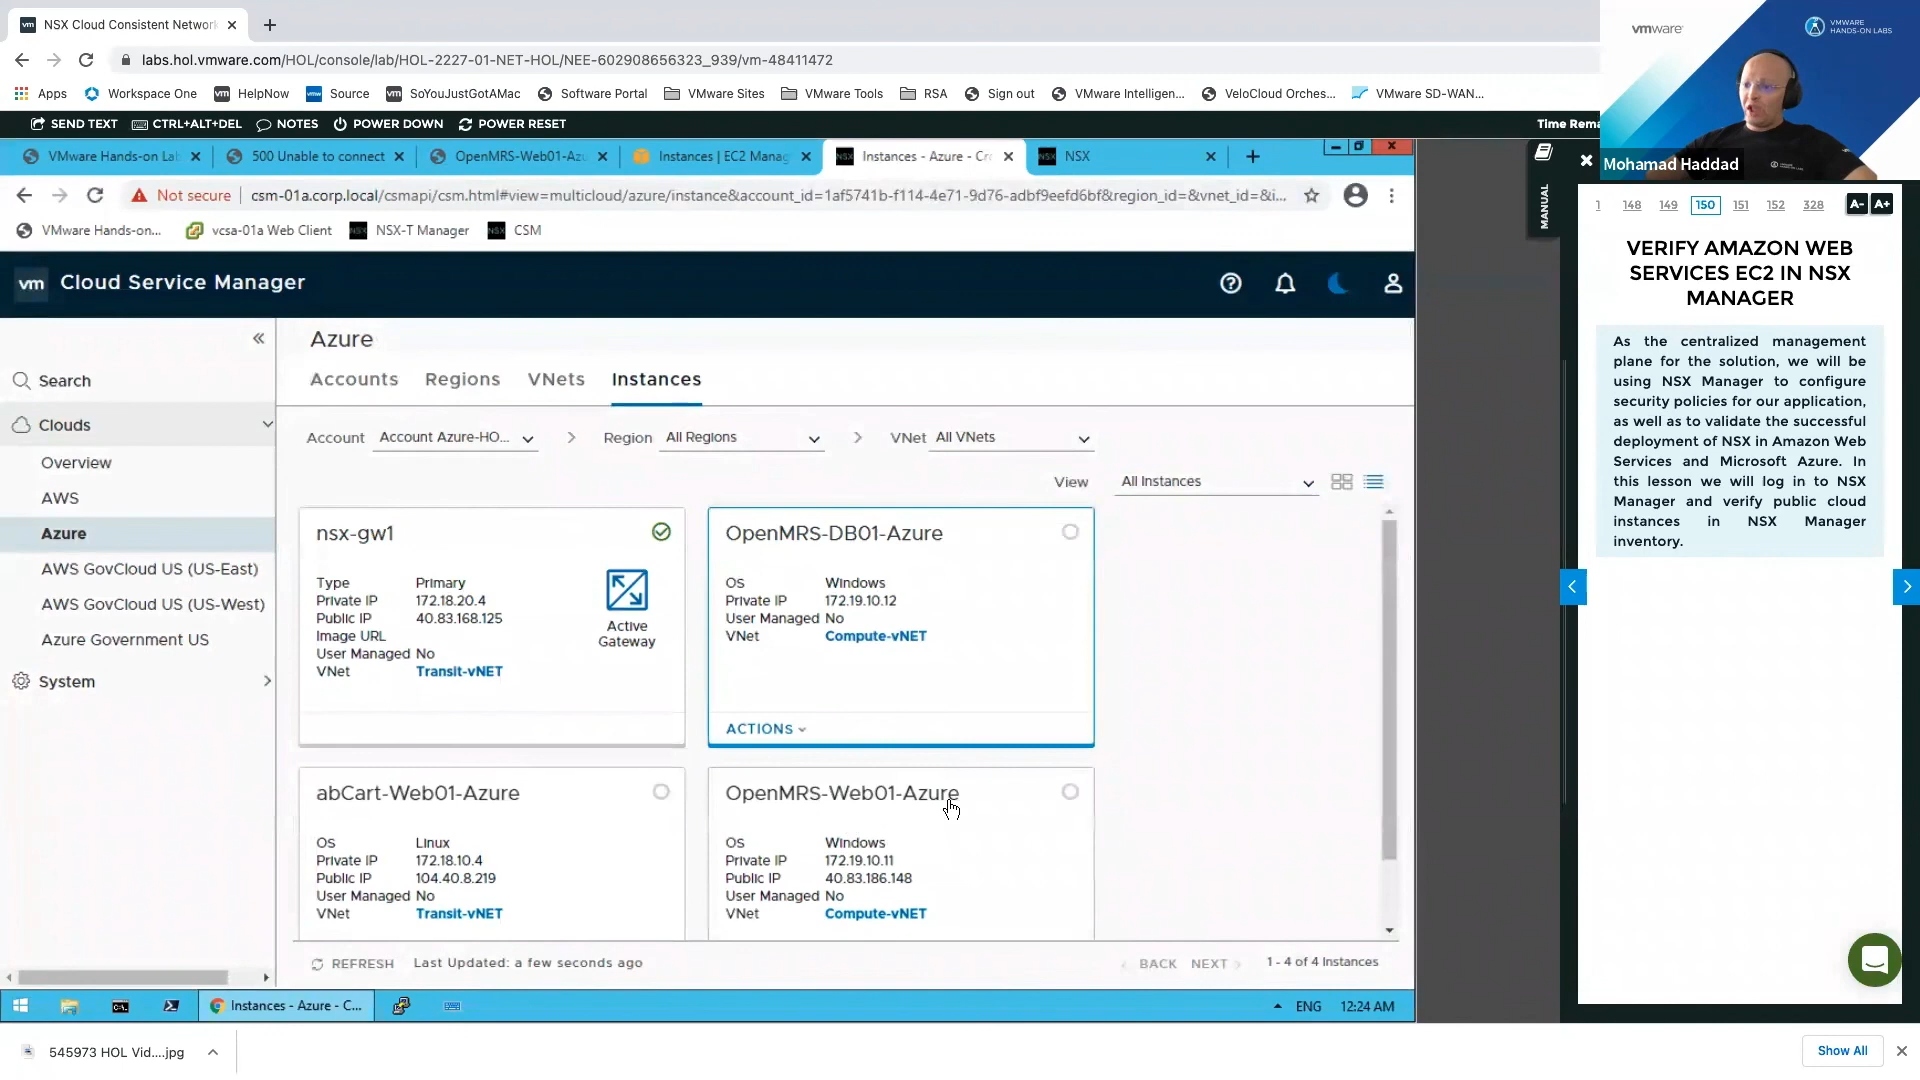 NSX Cloud Consistent Network
labs.hol.vmware.com/HOL/console/lab/HOL-2227-01-NET-HOL/NEE-602908656323_939/vm-48411472
Apps
Workspace One
HelpNow
Source
SoYouJustGotAMac
Software Portal
VMware Sites
VMware Tools
RSA
Sign out
VMware Intelligen...
VeloCloud Orches...
VMware SD-WAN...
SEND TEXT
CTRL+ALT+DEL
NOTES
POWER DOWN
POWER RESET
Time Rema
vmware
VMWARE
HANDS-ON LABS
Mohamad Haddad
VMware Hands-on Lab
500 Unable to connect
OpenMRS-Web01-Azu
Instances | EC2 Manag
Instances - Azure - Cr
NSX
Not secure
csm-01a.corp.local/csmapi/csm.html#view=multicloud/azure/instance&account_id=1af5741b-f114-4e71-9d76-adbf9eefd6bf&region_id=&vnet_id=&i...
VMware Hands-on...
vcsa-01a Web Client
NSX-T Manager
CSM
vm Cloud Service Manager
Search
Clouds
Overview
AWS
Azure
AWS GovCloud US (US-East)
AWS GovCloud US (US-West)
Azure Government US
System
Azure
Accounts
Regions
VNets
Instances
Account Account Azure-HO...
Region All Regions
VNet All VNets
View All Instances
nsx-gw1
Type Primary
Private IP 172.18.20.4
Public IP 40.83.168.125
Image URL
User Managed No
VNet Transit-vNET
Active
Gateway
OpenMRS-DB01-Azure
OS Windows
Private IP 172.19.10.12
User Managed No
VNet Compute-vNET
ACTIONS
abCart-Web01-Azure
OS Linux
Private IP 172.18.10.4
Public IP 104.40.8.219
User Managed No
VNet Transit-vNET
OpenMRS-Web01-Azure
OS Windows
Private IP 172.19.10.11
Public IP 40.83.186.148
User Managed No
VNet Compute-vNET
REFRESH
Last Updated: a few seconds ago
BACK
NEXT
1 - 4 of 4 Instances
Instances - Azure - C...
ENG
12:24 AM
MANUAL
1 148 149 150 151 152 328
A- A+
VERIFY AMAZON WEB
SERVICES EC2 IN NSX
MANAGER
As the centralized management
plane for the solution, we will be
using NSX Manager to configure
security policies for our application,
as well as to validate the successful
deployment of NSX in Amazon Web
Services and Microsoft Azure. In
this lesson we will log in to NSX
Manager and verify public cloud
instances in NSX Manager
inventory.
545973 HOL Vid....jpg
Show All